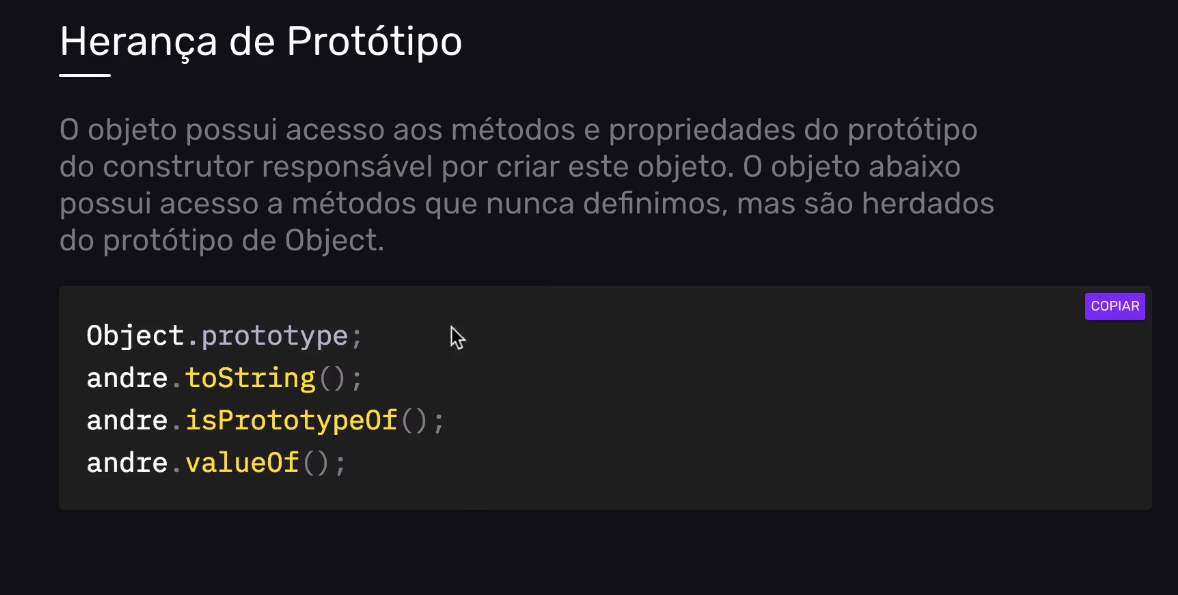 Herança de Protótipo
O objeto possui acesso aos métodos e propriedades do protótipo
do construtor responsável por criar este objeto. O objeto abaixo
possui acesso a métodos que nunca definimos, mas são herdados
do protótipo de Object.
COPIAR
Object.prototype;
andre.toString();
andre.isPrototypeOf();
andre.valueOf();